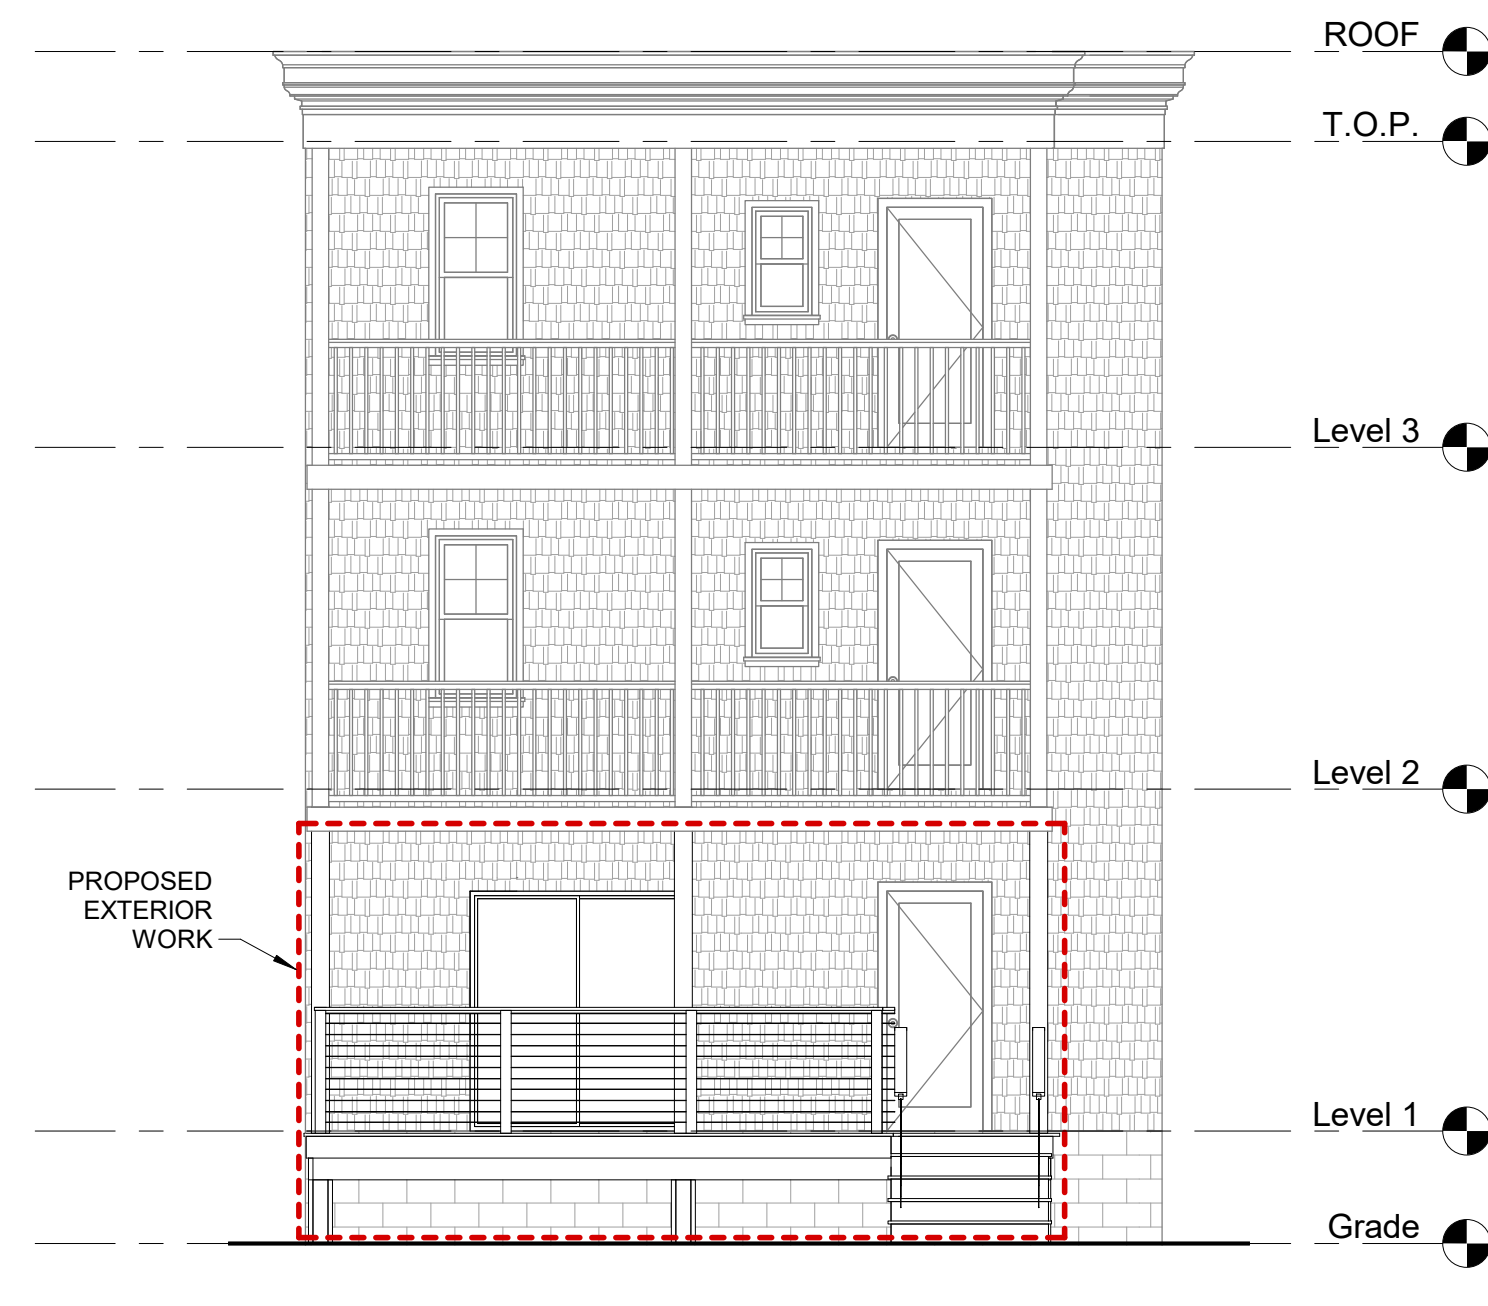 ROOF
T.O.P.
Level 3
Level 2
PROPOSED
EXTERIOR
WORK
Level 1
Grade